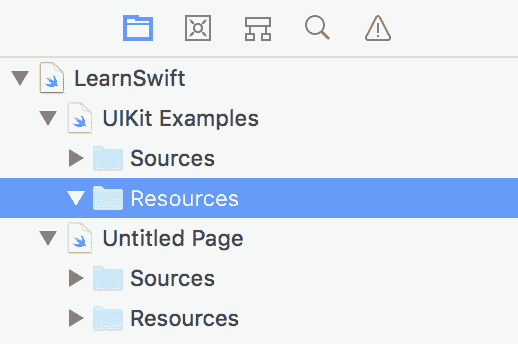 LearnSwift
UIKit Examples
Sources
Resources
Untitled Page
Sources
Resources